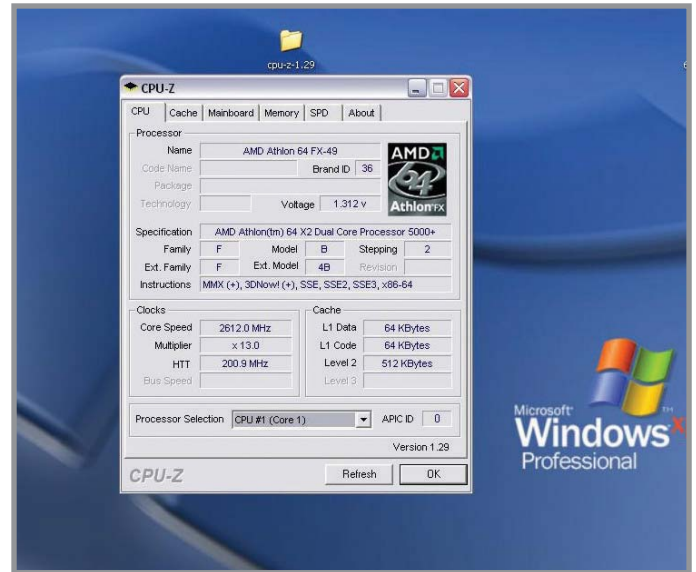 cpu-z-1.29
CPU-Z
CPU Cache Mainboard Memory SPD About
Processor
Name AMD Athlon 64 FX-49
Code Name Brand ID 36
Package
Technology Voltage 1.312 v
AMD
64
Athlon FX
Specification AMD Athlon(tm) 64 X2 Dual Core Processor 5000+
Family F Model B Stepping 2
Ext. Family F Ext. Model 4B Revision
Instructions MMX (+), 3DNow! (+), SSE, SSE2, SSE3, x86-64
Clocks
Core Speed 2612.0 MHz
Multiplier x 13.0
HTT 200.9 MHz
Bus Speed
Cache
L1 Data 64 KBytes
L1 Code 64 KBytes
Level 2 512 KBytes
Level 3
Processor Selection CPU #1 (Core 1) APIC ID 0
Version 1.29
CPU-Z Refresh OK
Microsoft
Windows XP
Professional